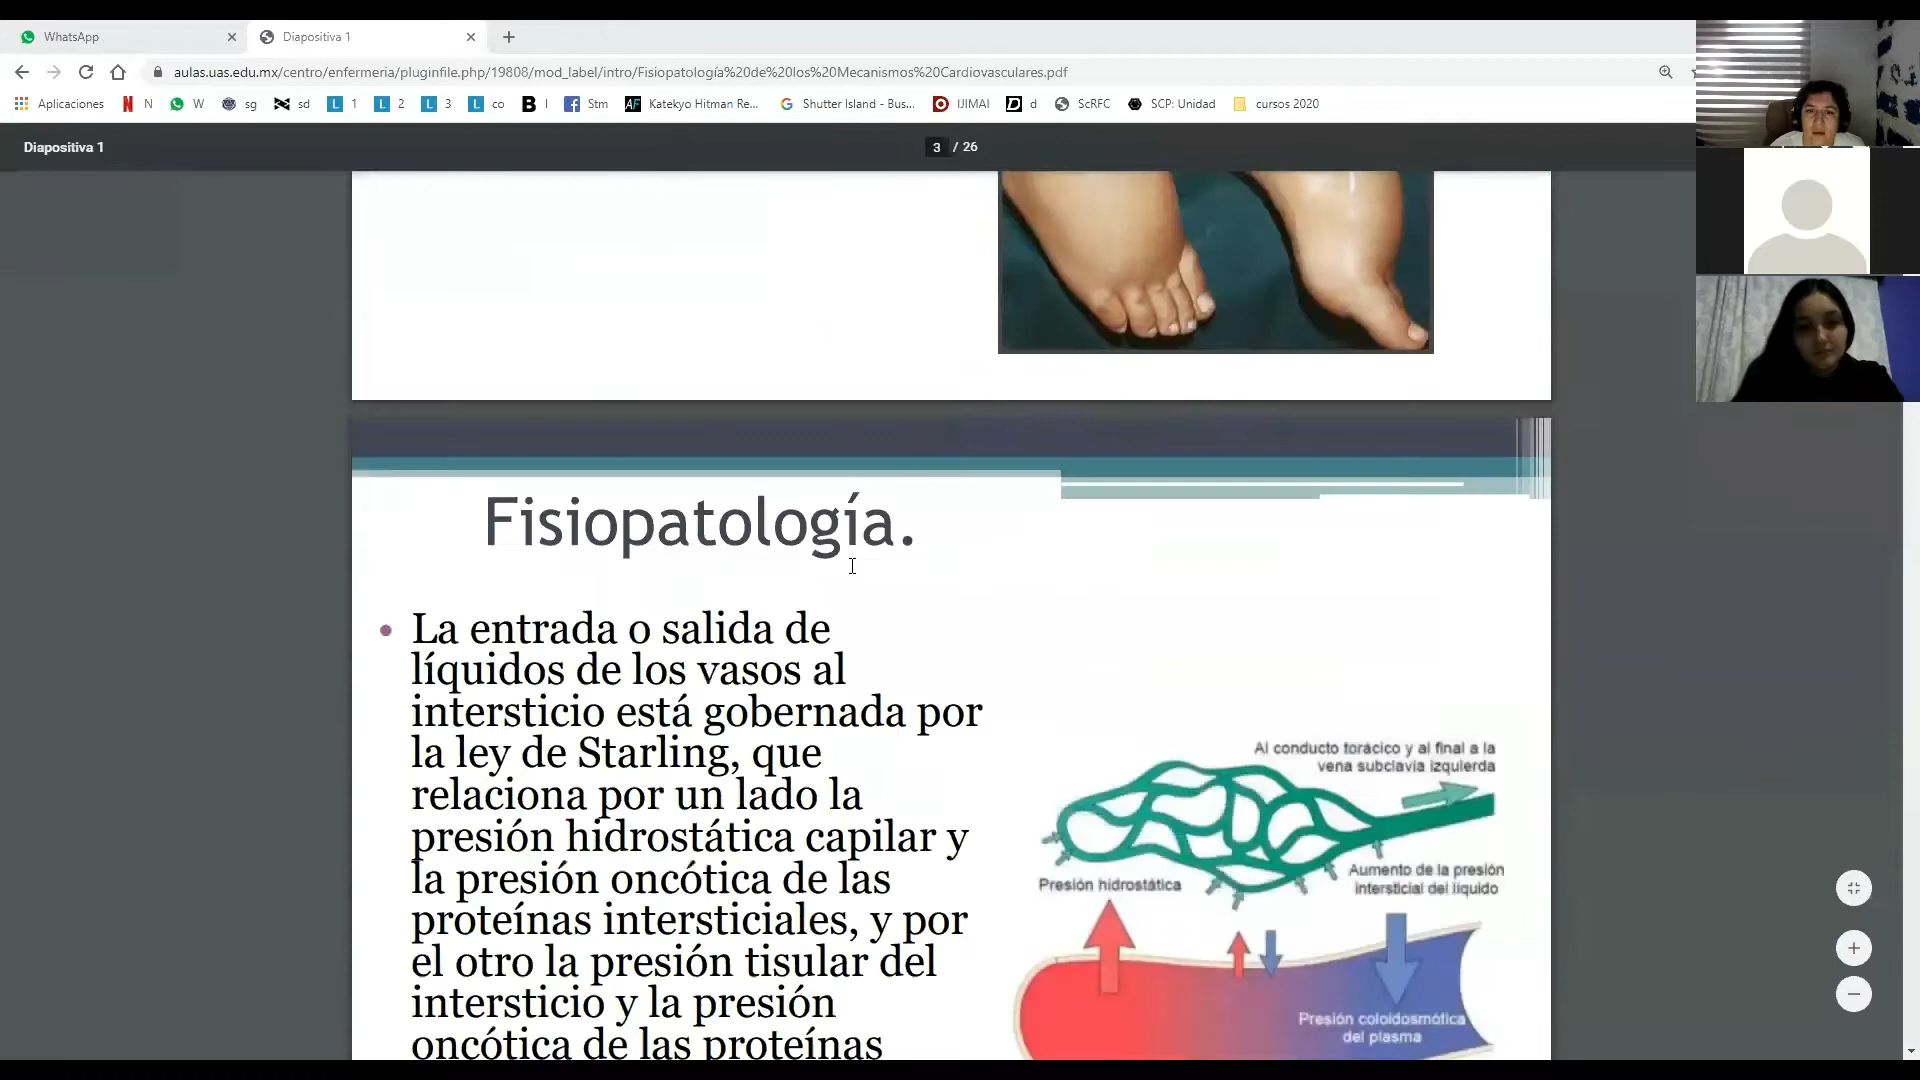 WhatsApp
Diapositiva 1
aulas.uas.edu.mx/centro/enfermeria/pluginfile.php/19808/mod_label/intro/Fisiopatología%20de%20los%20Mecanismos%20Cardiovasculares.pdf
Aplicaciones N W sg sd 1 2 3 co I Stm Katekyo Hitman Re... Shutter Island - Bus... IJIMAI d ScRFC SCP: Unidad cursos 2020
Diapositiva 1
3 / 26
Fisiopatología.
• La entrada o salida de
líquidos de los vasos al
intersticio está gobernada por
la ley de Starling, que
relaciona por un lado la
presión hidrostática capilar y
la presión oncótica de las
proteínas intersticiales, y por
el otro la presión tisular del
intersticio y la presión
oncótica de las proteínas
Al conducto torácico y al final a la
vena subclavia izquierda
Presión hidrostática
Aumento de la presión
intersticial del líquido
Presión coloidosmótica
del plasma